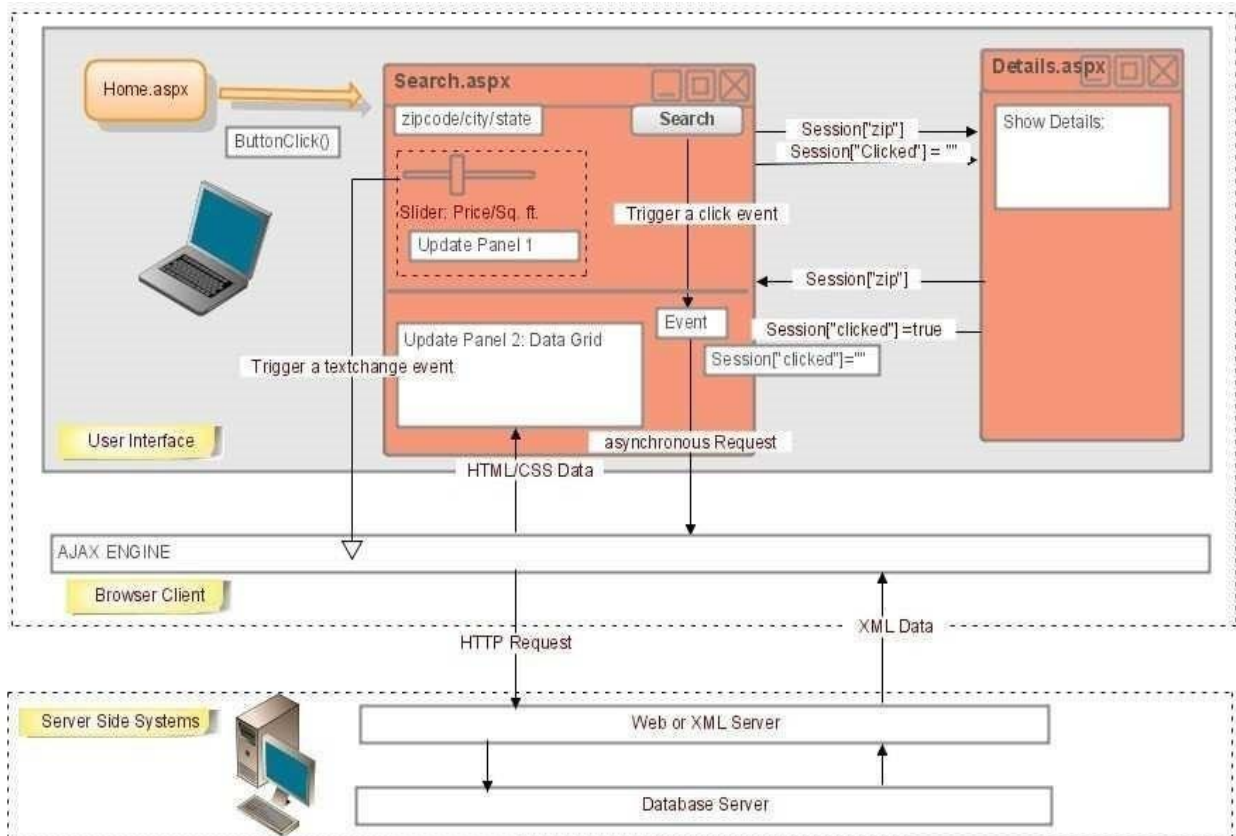 Home.aspx
ButtonClick()
Search.aspx
zipcode/city/state
Search
Slider: Price/Sq. ft.
Update Panel 1
Trigger a click event
Session["zip"]
Session["Clicked"] = ""
Details.aspx
Show Details:
Session["zip"]
Session["clicked"] =true
Event
Session["clicked"]=""
Update Panel 2: Data Grid
Trigger a textchange event
User Interface
asynchronous Request
HTML/CSS Data
AJAX ENGINE
Browser Client
HTTP Request
XML Data
Server Side Systems
Web or XML Server
Database Server